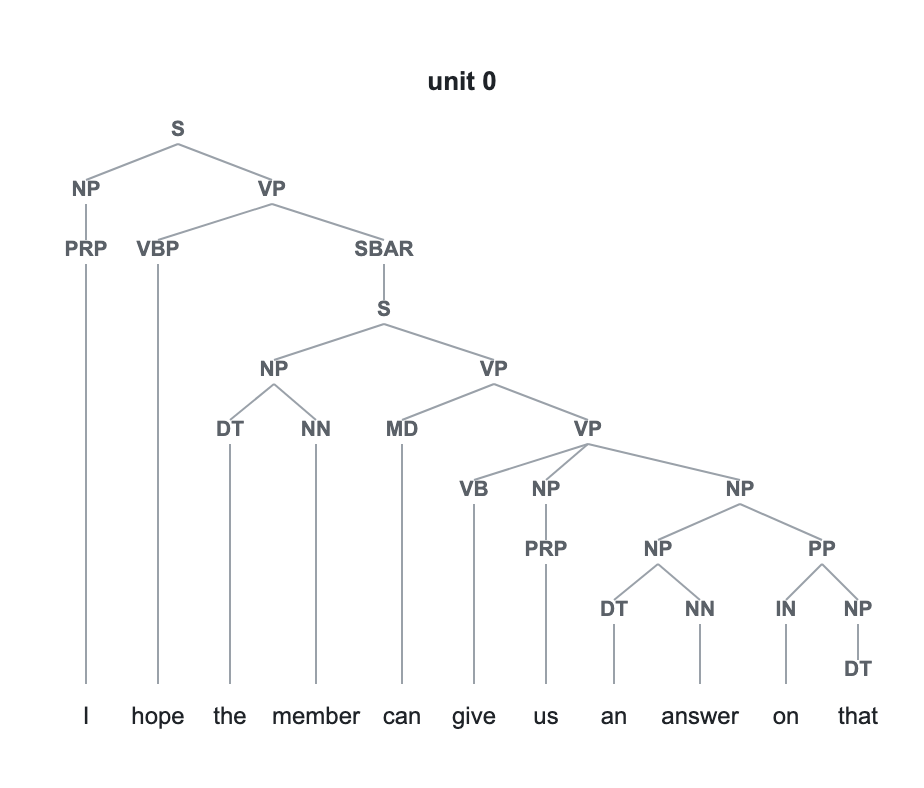 unit 0
S
NP VP
PRP VBP SBAR
S
NP VP
DT NN MD VP
VB NP NP
PRP NP PP
DT NN IN NP
DT
I hope the member can give us an answer on that